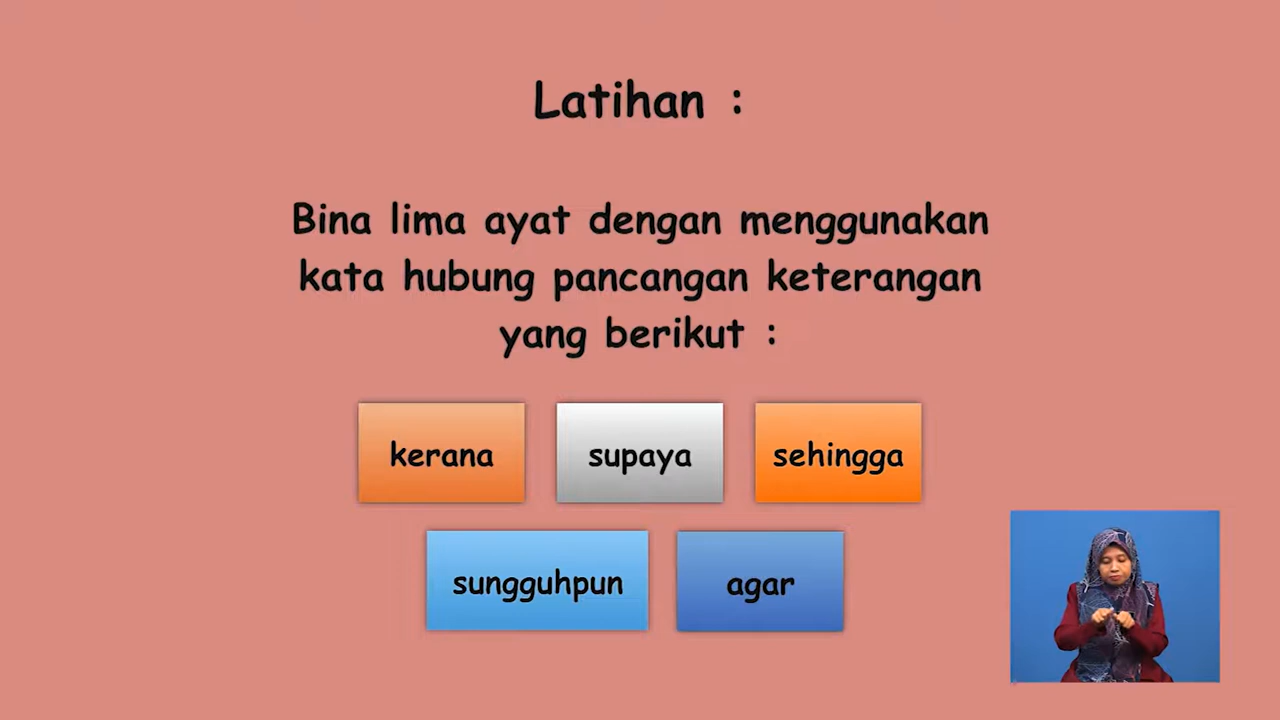 Latihan :
Bina lima ayat dengan menggunakan
kata hubung pancangan keterangan
yang berikut :
kerana
supaya
sehingga
sungguhpun
agar